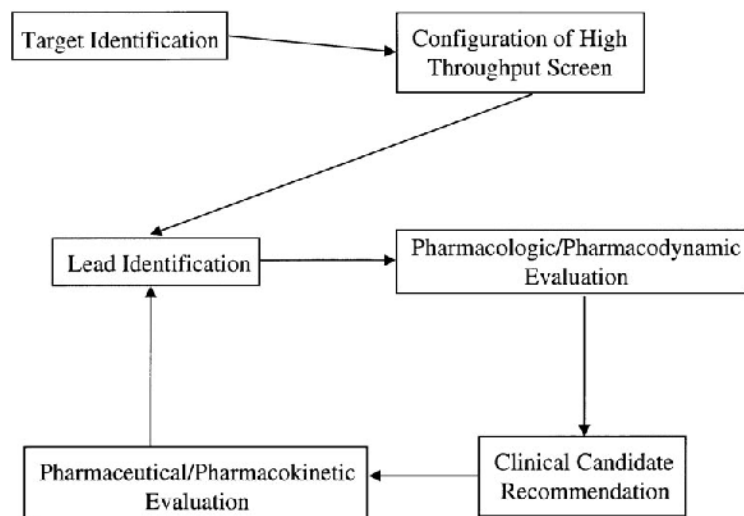 Target Identification
Configuration of High
Throughput Screen
Lead Identification
Pharmacologic/Pharmacodynamic
Evaluation
Pharmaceutical/Pharmacokinetic
Evaluation
Clinical Candidate
Recommendation